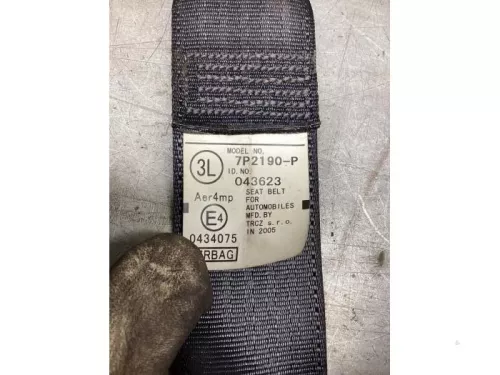 MODEL NO.
3L 7P2190-P
ID.NO.
043623
Aer4mp
SEAT BELT
FOR
AUTOMOBILES
E4
MFD.BY
TRCZ s.r.o.
0434075
IN 2005
RBAG